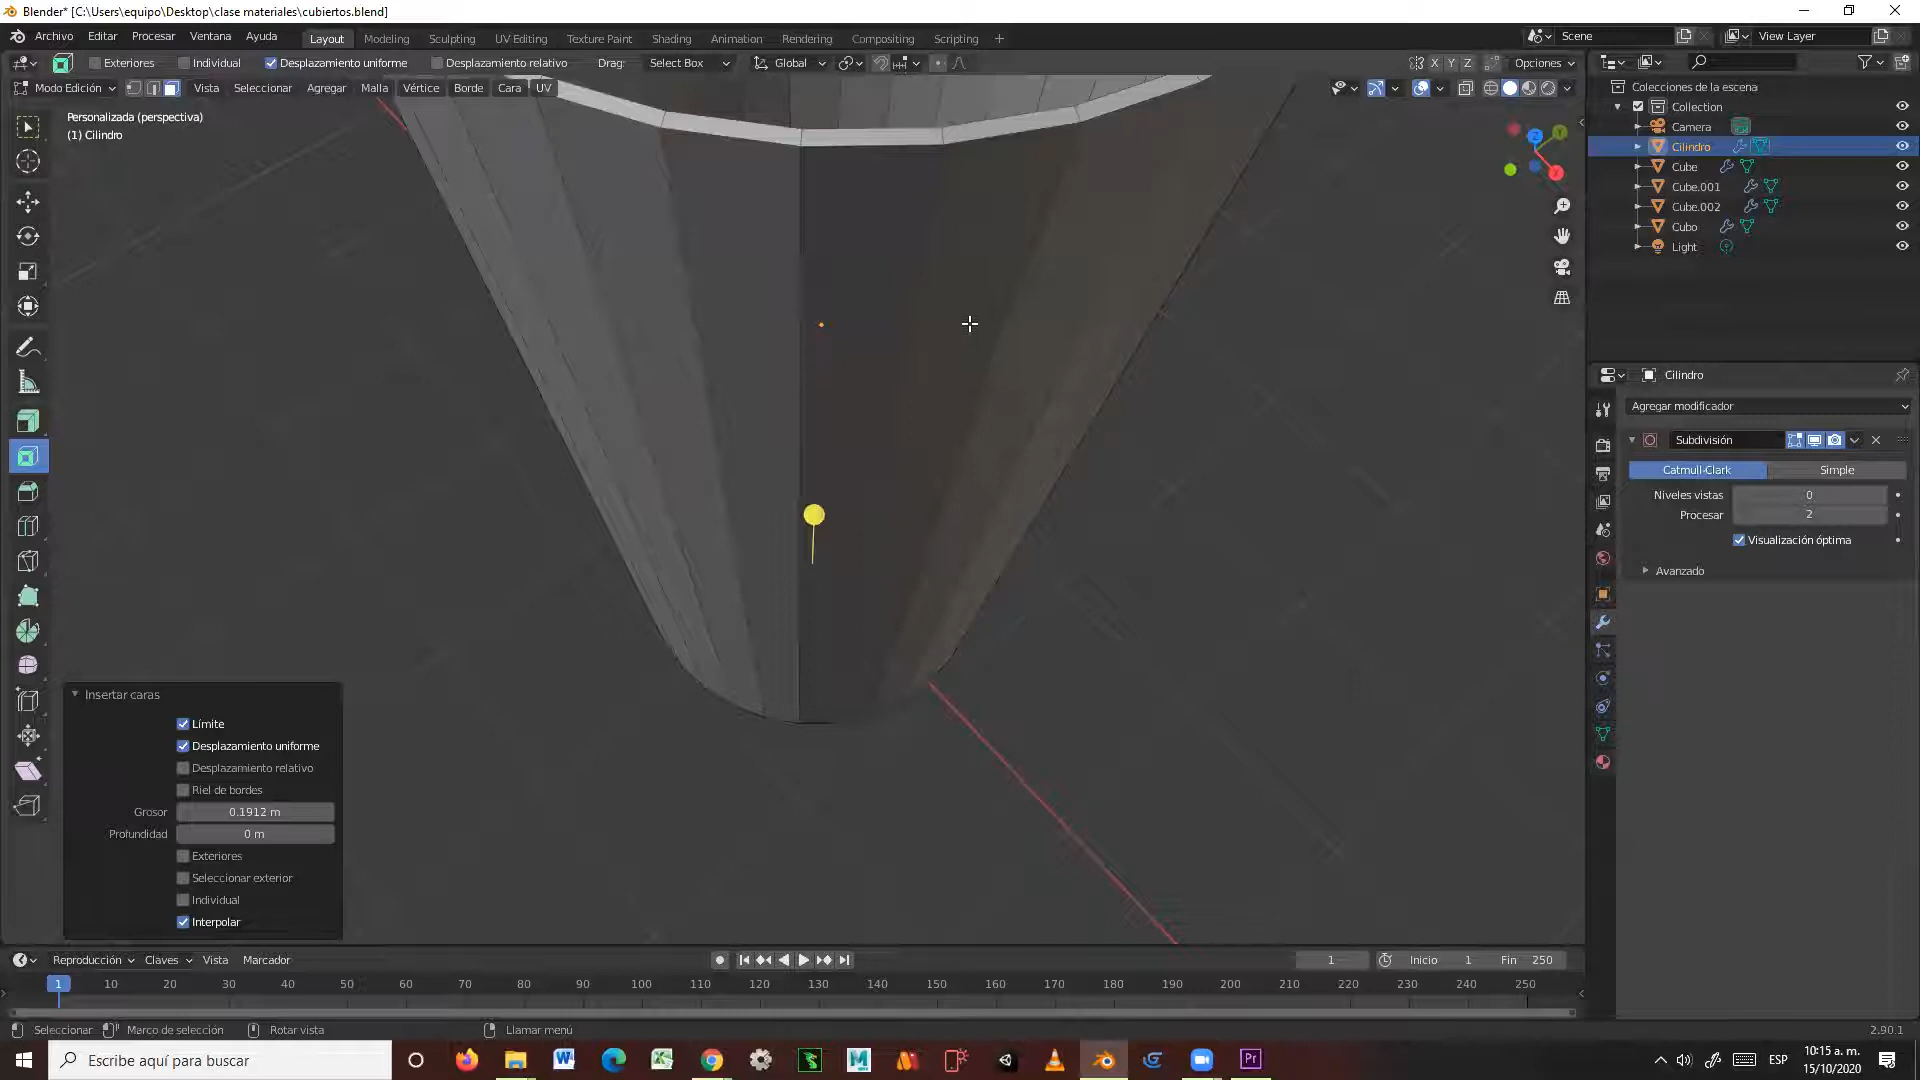 Blender* [C:\Users\equipo\Desktop\clase materiales\cubiertos.blend]
Archivo Editar Procesar Ventana Ayuda Layout Modeling Sculpting UV Editing Texture Paint Shading Animation Rendering Compositing Scripting Scene View Layer
Exteriores Individual Desplazamiento uniforme Desplazamiento relativo Drag: Select Box Global X Y Z Opciones
Modo Edición Vista Seleccionar Agregar Malla Vértice Borde Cara UV
Personalizada (perspectiva)
(1) Cilindro
Colecciones de la escena
Collection
Camera
Cilindro
Cube
Cube.001
Cube.002
Cubo
Light
Cilindro
Agregar modificador
Subdivisión
Catmull-Clark Simple
Niveles vistas 0
Procesar 2
Visualización óptima
Avanzado
Insertar caras
Límite
Desplazamiento uniforme
Desplazamiento relativo
Riel de bordes
Grosor 0.1912 m
Profundidad 0 m
Exteriores
Seleccionar exterior
Individual
Interpolar
Reproducción Claves Vista Marcador 1 Inicio 1 Fin 250
1 10 20 30 40 50 60 70 80 90 100 110 120 130 140 150 160 170 180 190 200 210 220 230 240 250
Seleccionar Marco de selección Rotar vista Llamar menú 2.90.1
Escribe aquí para buscar ESP 10:15 a. m.
15/10/2020